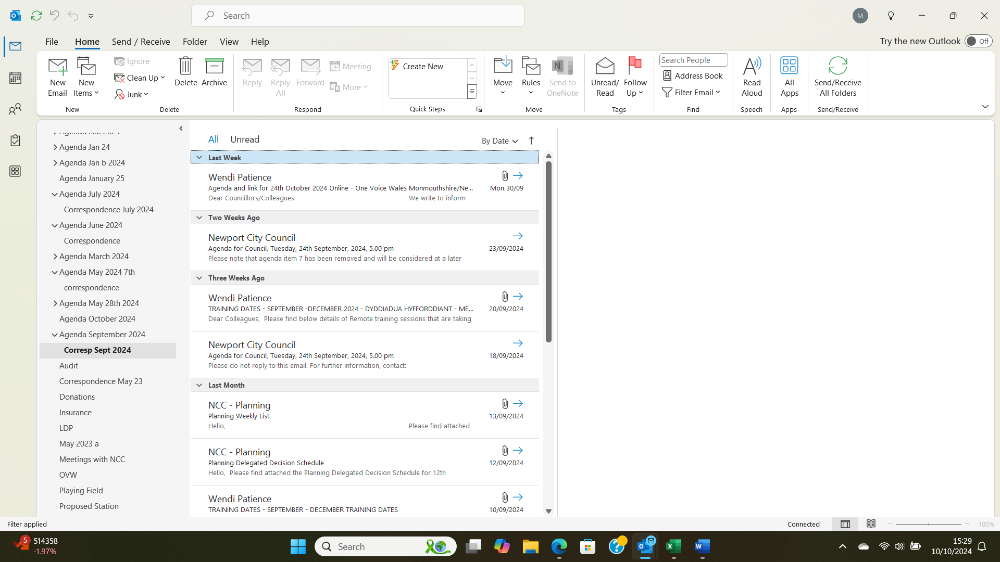 Search
M
File Home Send / Receive Folder View Help
Try the new Outlook Off
New Email
New Items
New
Ignore
Clean Up
Junk
Delete
Archive
Delete
Reply
Reply All
Forward
Meeting
More
Respond
Create New
Quick Steps
Move
Rules
Send to OneNote
Move
Unread/ Read
Follow Up
Tags
Search People
Address Book
Filter Email
Find
Read Aloud
Speech
All Apps
Apps
Send/Receive All Folders
Send/Receive
Agenda Feb 2024
Agenda Jan 24
Agenda Jan b 2024
Agenda January 25
Agenda July 2024
Correspondence July 2024
Agenda June 2024
Correspondence
Agenda March 2024
Agenda May 2024 7th
correspondence
Agenda May 28th 2024
Agenda October 2024
Agenda September 2024
Corresp Sept 2024
Audit
Correspondence May 23
Donations
Insurance
LDP
May 2023 a
Meetings with NCC
OVW
Playing Field
Proposed Station
All Unread By Date
Last Week
Wendi Patience
Agenda and link for 24th October 2024 Online - One Voice Wales Monmouthshire/Ne... Mon 30/09
Dear Councillors/Colleagues We write to inform
Two Weeks Ago
Newport City Council
Agenda for Council, Tuesday, 24th September, 2024, 5.00 pm 23/09/2024
Please note that agenda item 7 has been removed and will be considered at a later
Three Weeks Ago
Wendi Patience
TRAINING DATES - SEPTEMBER -DECEMBER 2024 - DYDDIADUA HYFFORDDIANT - ME... 20/09/2024
Dear Colleagues, Please find below details of Remote training sessions that are taking
Newport City Council
Agenda for Council, Tuesday, 24th September, 2024, 5.00 pm 18/09/2024
Please do not reply to this email. For further information, contact:
Last Month
NCC - Planning
Planning Weekly List 13/09/2024
Hello, Please find attached
NCC - Planning
Planning Delegated Decision Schedule 12/09/2024
Hello, Please find attached the Planning Delegated Decision Schedule for 12th
Wendi Patience
TRAINING DATES - SEPTEMBER - DECEMBER TRAINING DATES 10/09/2024
Filter applied
Connected
100%
5
514358
-1.97%
Search
15:29
10/10/2024